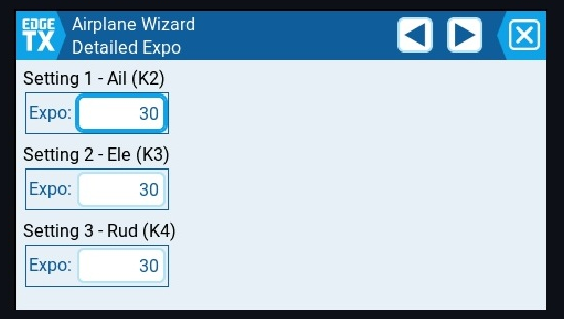 EDGE
TX
Airplane Wizard
Detailed Expo
Setting 1 - Ail (K2)
Expo: 30
Setting 2 - Ele (K3)
Expo: 30
Setting 3 - Rud (K4)
Expo: 30